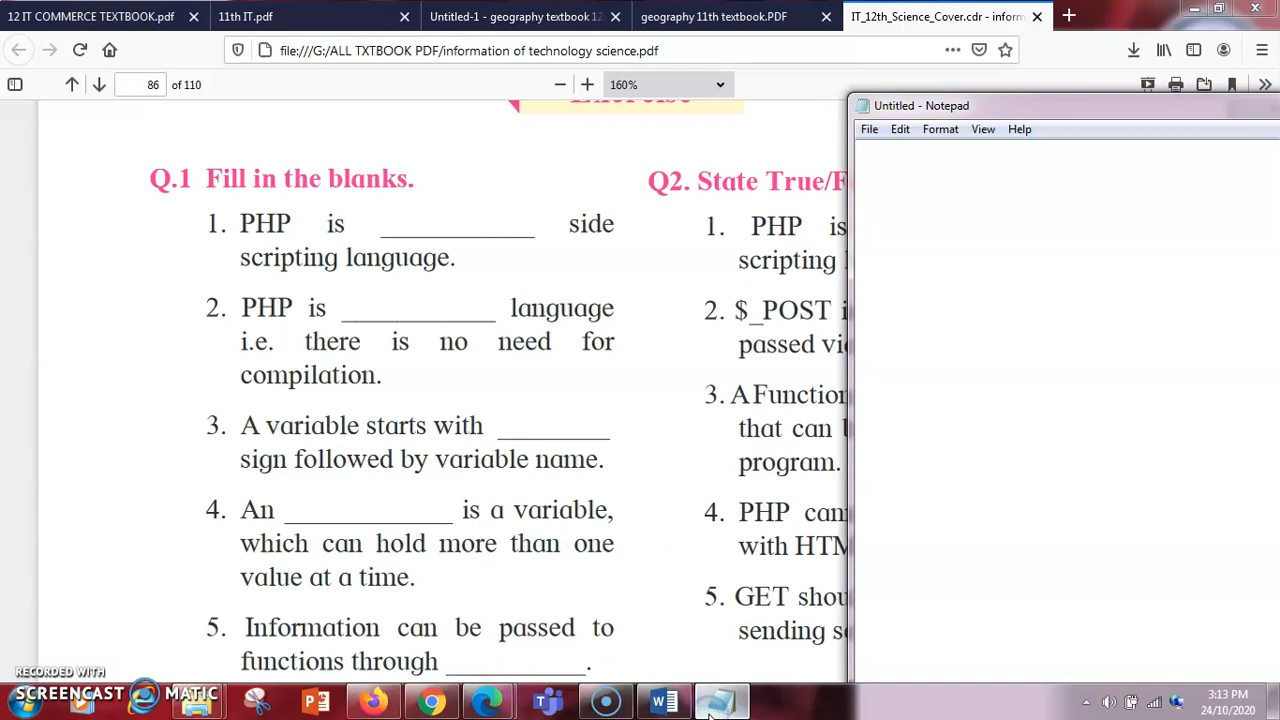 12 IT COMMERCE TEXTBOOK.pdf
11th IT.pdf
Untitled-1 - geography textbook 12
geography 11th textbook.PDF
IT_12th_Science_Cover.cdr - inform
file:///G:/ALL TXTBOOK PDF/information of technology science.pdf
86 of 110
160%
Exercise
Q.1 Fill in the blanks.
1. PHP is ___________ side
scripting language.
2. PHP is ___________ language
i.e. there is no need for
compilation.
3. A variable starts with ________
sign followed by variable name.
4. An ____________ is a variable,
which can hold more than one
value at a time.
5. Information can be passed to
functions through __________.
Q2. State True/F
1. PHP is
scripting
2. $_POST i
passed vi
3. A Function
that can
program.
4. PHP can
with HTM
5. GET shou
sending se
Untitled - Notepad
File Edit Format View Help
RECORDED WITH
SCREENCAST MATIC
3:13 PM
24/10/2020